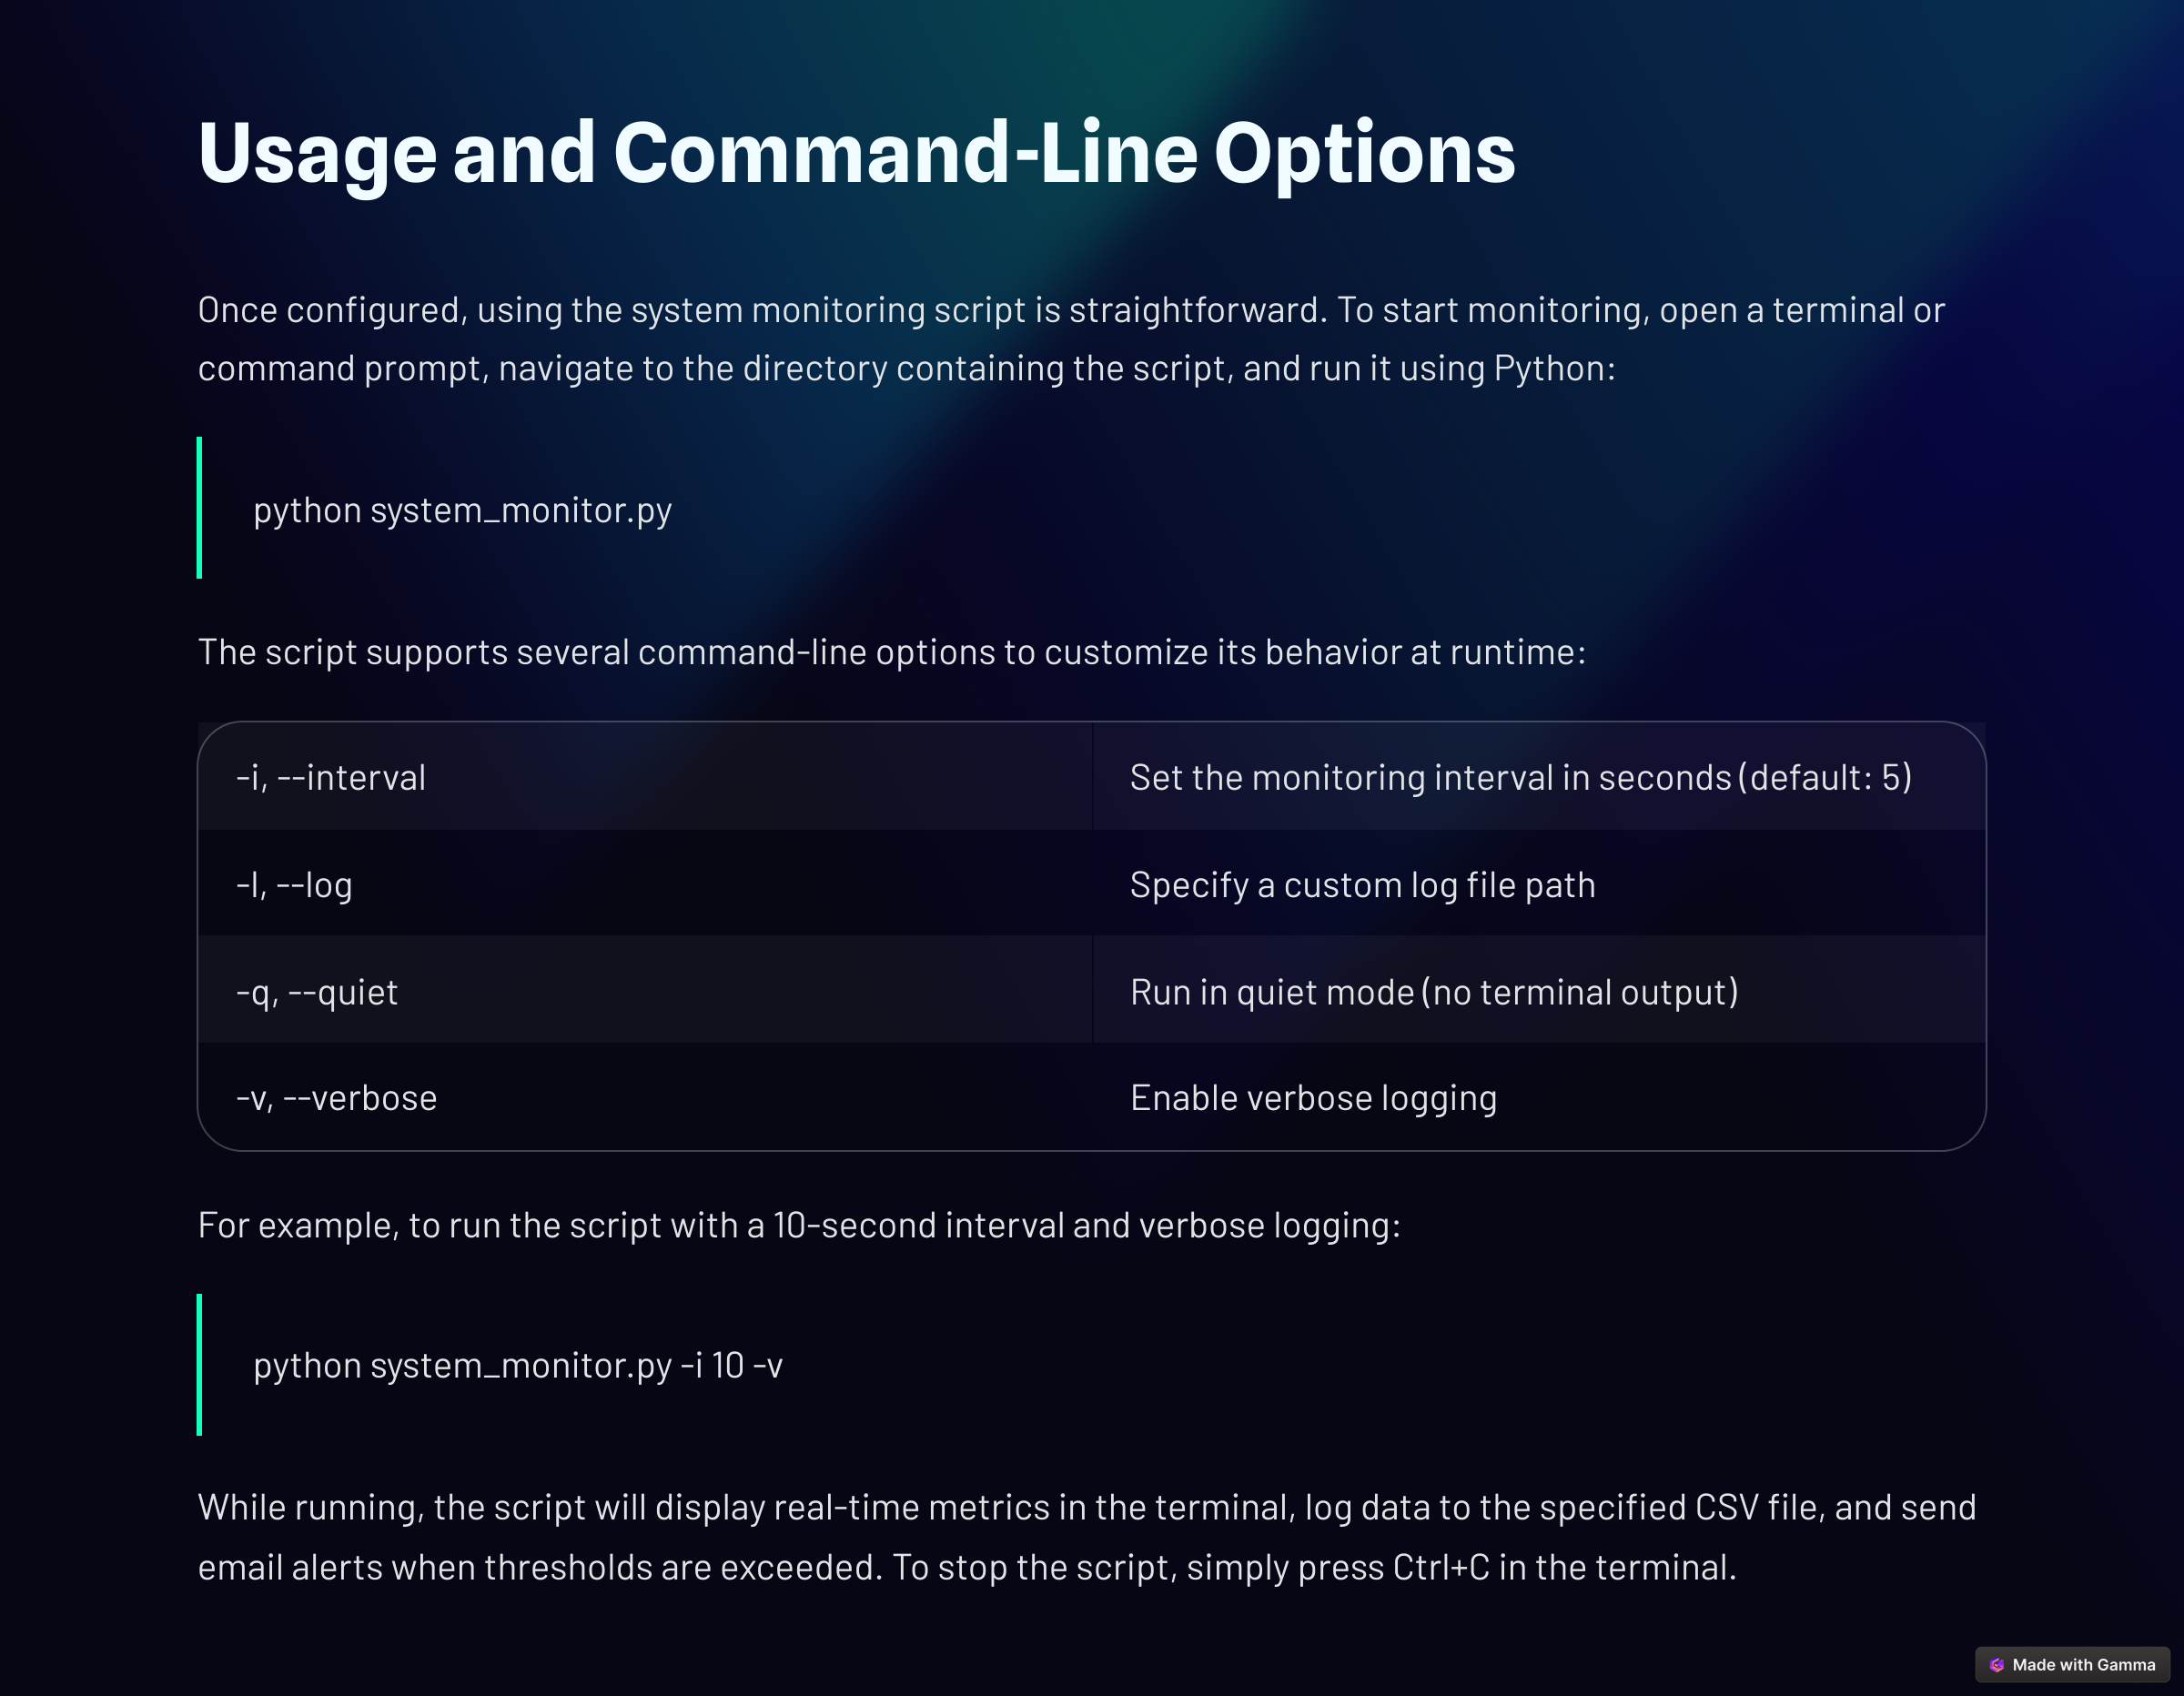 Usage and Command-Line Options
Once configured, using the system monitoring script is straightforward. To start monitoring, open a terminal or
command prompt, navigate to the directory containing the script, and run it using Python:
python system_monitor.py
The script supports several command-line options to customize its behavior at runtime:
-i, --interval Set the monitoring interval in seconds (default: 5)
-l, --log Specify a custom log file path
-q, --quiet Run in quiet mode (no terminal output)
-v, --verbose Enable verbose logging
For example, to run the script with a 10-second interval and verbose logging:
python system_monitor.py -i 10 -v
While running, the script will display real-time metrics in the terminal, log data to the specified CSV file, and send
email alerts when thresholds are exceeded. To stop the script, simply press Ctrl+C in the terminal.
Made with Gamma